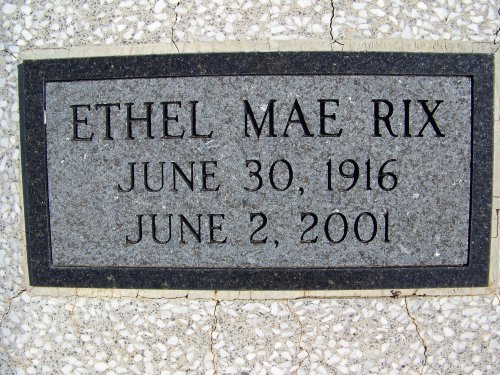 ETHEL MAE RIX
JUNE 30, 1916
JUNE 2, 2001